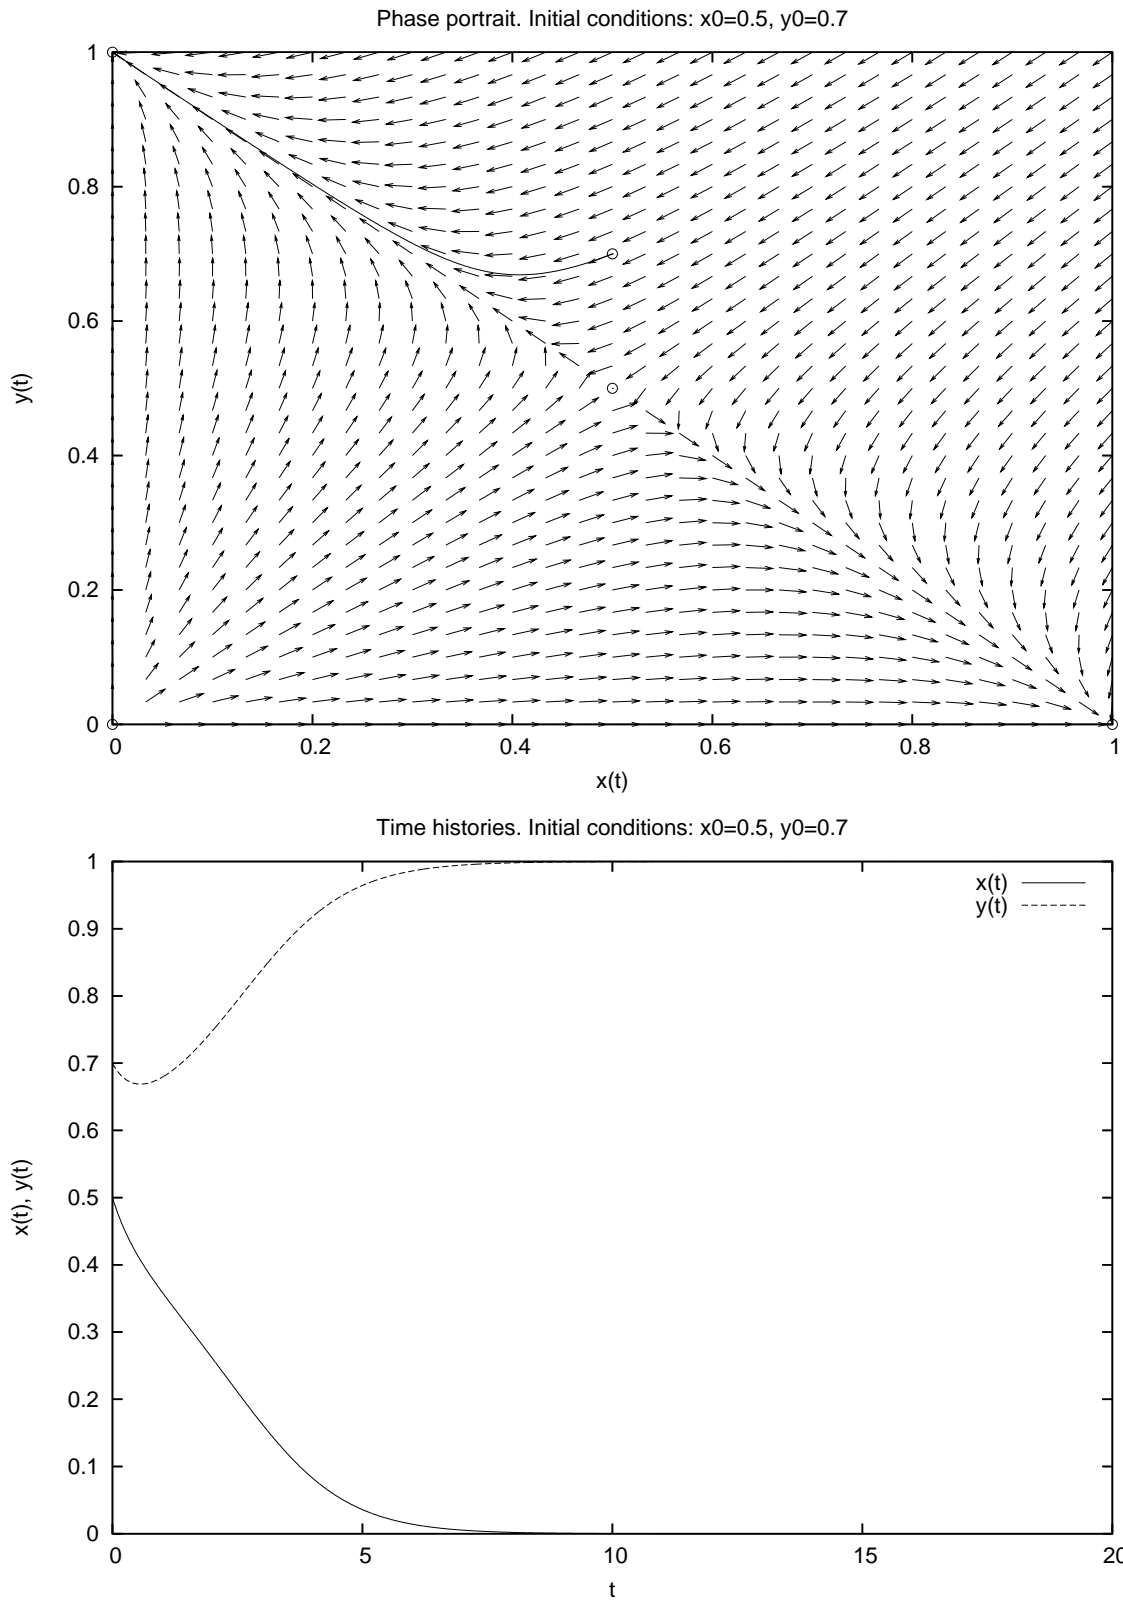 Phase portrait. Initial conditions: x0=0.5, y0=0.7
1
0.8
0.6
y(t)
0.4
0.2
0
0 0.2 0.4 0.6 0.8 1
x(t)
Time histories. Initial conditions: x0=0.5, y0=0.7
1
x(t)
y(t)
0.9
0.8
0.7
0.6
x(t), y(t)
0.5
0.4
0.3
0.2
0.1
0
0 5 10 15 20
t